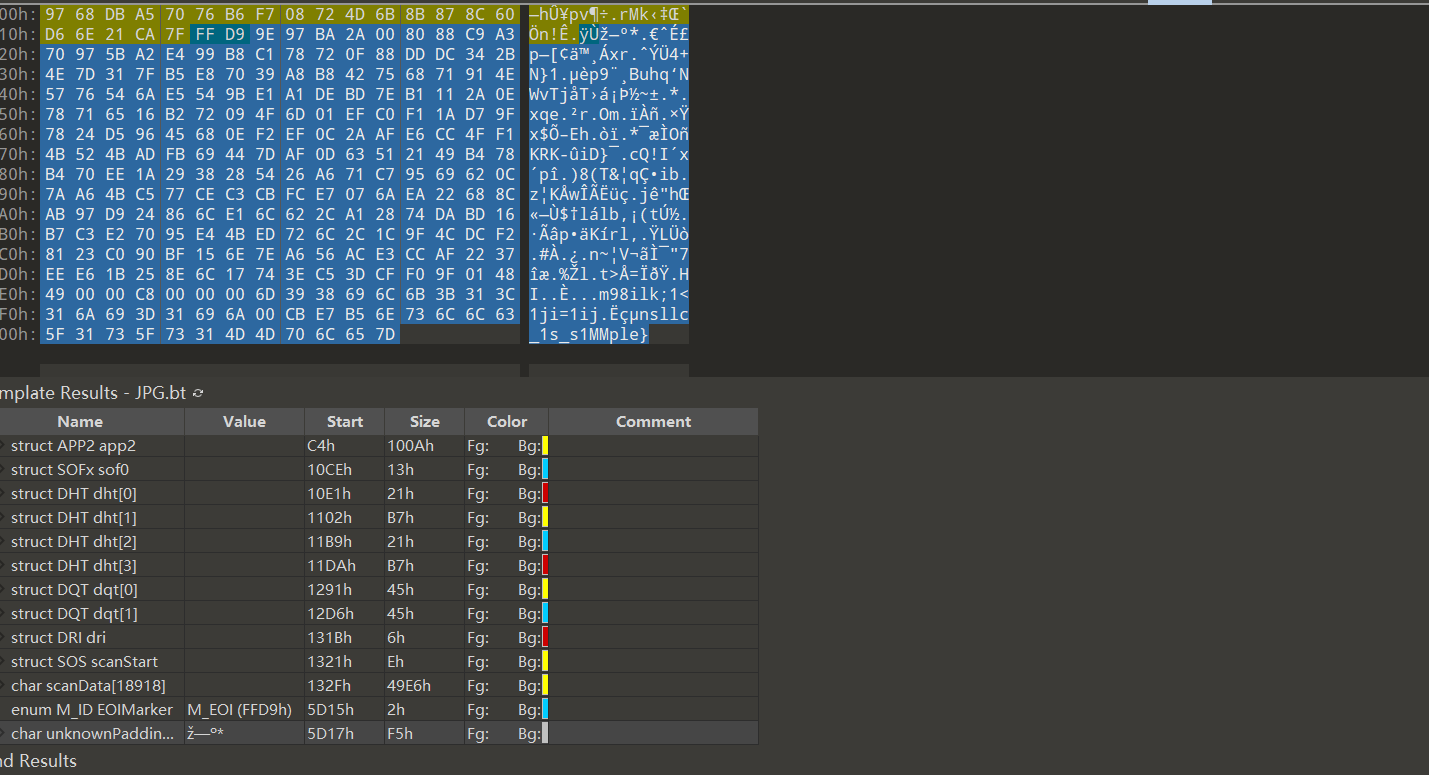 00h: 97 68 DB A5 70 76 B6 F7 08 72 4D 6B 8B 87 8C 60 —hÛ¥pv¶÷.rMk‹‡Œ`
10h: D6 6E 21 CA 7F FF D9 9E 97 BA 2A 00 80 88 C9 A3 Ön!Ê.ÿÙž—º*.€ˆÉ£
20h: 70 97 5B A2 E4 99 B8 C1 78 72 0F 88 DD DC 34 2B p—[¢ä™¸Áxr.ˆÝÜ4+
30h: 4E 7D 31 7F B5 E8 70 39 A8 B8 42 75 68 71 91 4E N}1.µèp9¨¸Buhq‘N
40h: 57 76 54 6A E5 54 9B E1 A1 DE BD 7E B1 11 2A 0E WvTjåT›á¡Þ½~±.*.
50h: 78 71 65 16 B2 72 09 4F 6D 01 EF C0 F1 1A D7 9F xqe.²r.Om.ïÀñ.×Ÿ
60h: 78 24 D5 96 45 68 0E F2 EF 0C 2A AF E6 CC 4F F1 x$Õ–Eh.òï.*¯æÌOñ
70h: 4B 52 4B AD FB 69 44 7D AF 0D 63 51 21 49 B4 78 KRK-ûiD}¯.cQ!I´x
80h: B4 70 EE 1A 29 38 28 54 26 A6 71 C7 95 69 62 0C ´pî.)8(T&¦qÇ•ib.
90h: 7A A6 4B C5 77 CE C3 CB FC E7 07 6A EA 22 68 8C z¦KÅwÎÃËüç.jê"hŒ
A0h: AB 97 D9 24 86 6C E1 6C 62 2C A1 28 74 DA BD 16 «—Ù$†lálb,¡(tÚ½.
B0h: B7 C3 E2 70 95 E4 4B ED 72 6C 2C 1C 9F 4C DC F2 ·Ãâp•äKírl,.ŸLÜò
C0h: 81 23 C0 90 BF 15 6E 7E A6 56 AC E3 CC AF 22 37 .#À.¿.n~¦V¬ãÌ¯"7
D0h: EE E6 1B 25 8E 6C 17 74 3E C5 3D CF F0 9F 01 48 îæ.%Žl.t>Å=ÏðŸ.H
E0h: 49 00 00 C8 00 00 00 6D 39 38 69 6C 6B 3B 31 3C I..È...m98ilk;1<
F0h: 31 6A 69 3D 31 69 6A 00 CB E7 B5 6E 73 6C 6C 63 1ji=1ij.Ëçµnsllc
00h: 5F 31 73 5F 73 31 4D 4D 70 6C 65 7D _1s_s1MMple}
mplate Results - JPG.bt
Name Value Start Size Color Comment
struct APP2 app2 C4h 100Ah Fg: Bg:
struct SOFx sof0 10CEh 13h Fg: Bg:
struct DHT dht[0] 10E1h 21h Fg: Bg:
struct DHT dht[1] 1102h B7h Fg: Bg:
struct DHT dht[2] 11B9h 21h Fg: Bg:
struct DHT dht[3] 11DAh B7h Fg: Bg:
struct DQT dqt[0] 1291h 45h Fg: Bg:
struct DQT dqt[1] 12D6h 45h Fg: Bg:
struct DRI dri 131Bh 6h Fg: Bg:
struct SOS scanStart 1321h Eh Fg: Bg:
char scanData[18918] 132Fh 49E6h Fg: Bg:
enum M_ID EOIMarker M_EOI (FFD9h) 5D15h 2h Fg: Bg:
char unknownPaddin... ž—º* 5D17h F5h Fg: Bg:
nd Results